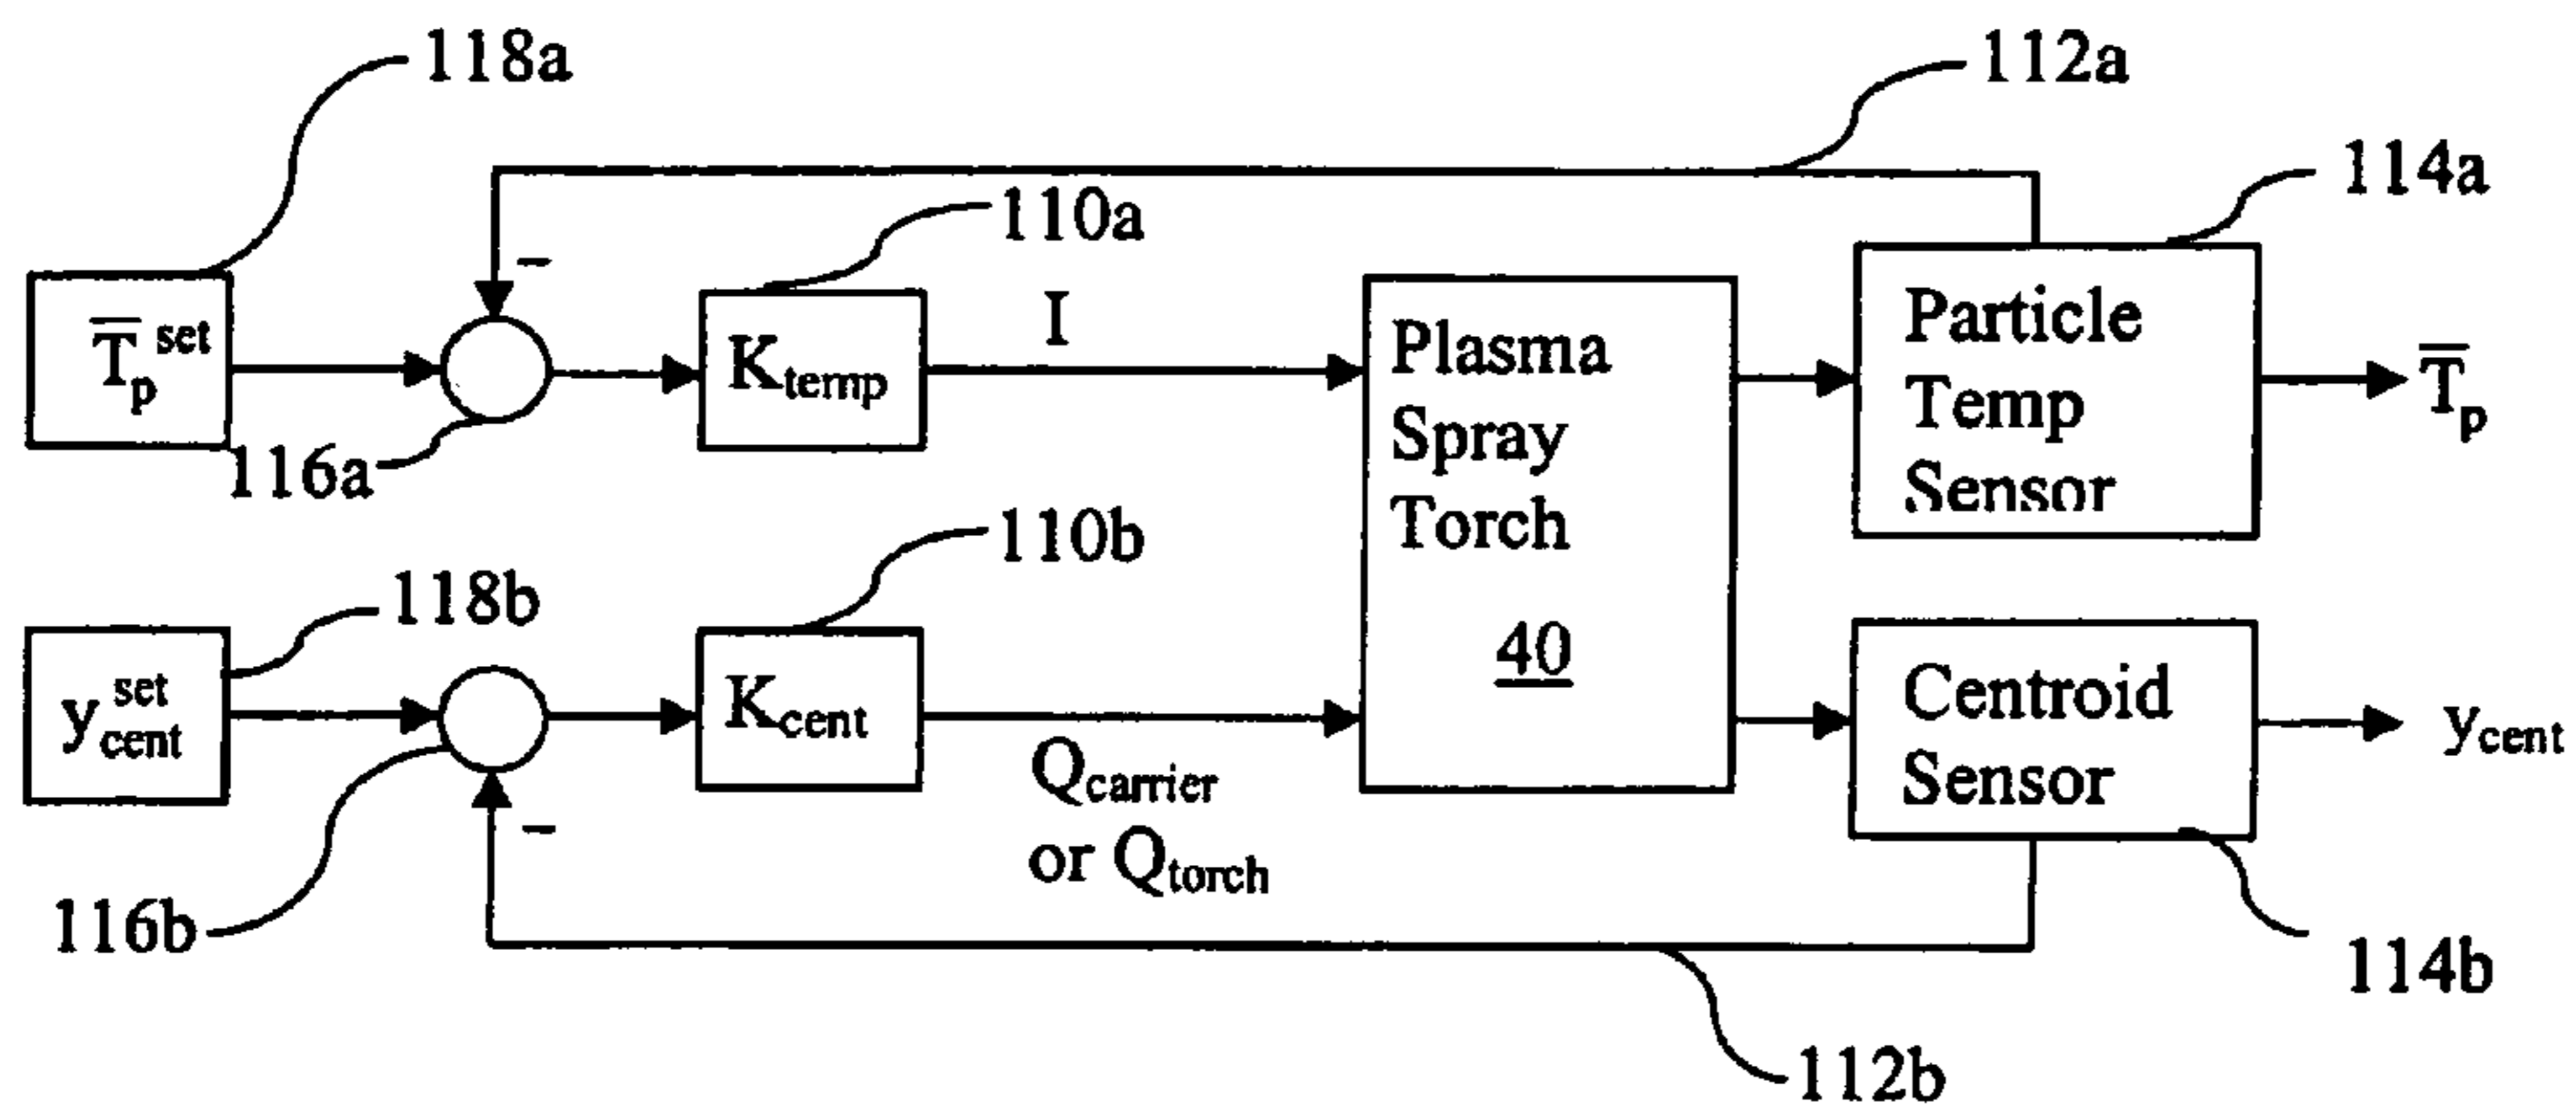 118a
112a
114a
110a
T̄p set
116a
Ktemp
I
Plasma
Spray
Torch
40
Particle
Temp
Sensor
T̄p
110b
118b
ycent set
116b
Kcent
Qcarrier
or Qtorch
Centroid
Sensor
ycent
114b
112b
-
-